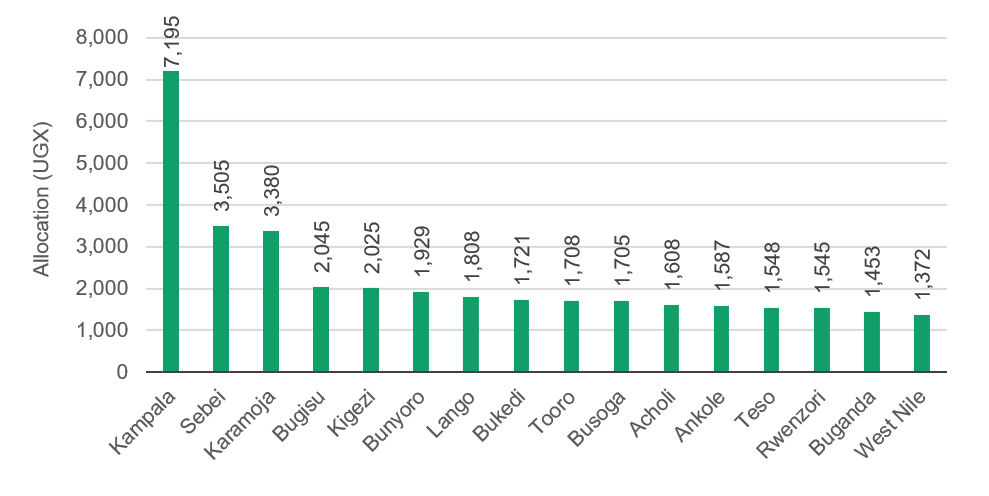 Allocation (UGX)
8,000
7,000
6,000
5,000
4,000
3,000
2,000
1,000
0
7,195
3,505
3,380
2,045
2,025
1,929
1,808
1,721
1,708
1,705
1,608
1,587
1,548
1,545
1,453
1,372
Kampala
Sebei
Karamoja
Bugisu
Kigezi
Bunyoro
Lango
Bukedi
Tooro
Busoga
Acholi
Ankole
Teso
Rwenzori
Buganda
West Nile